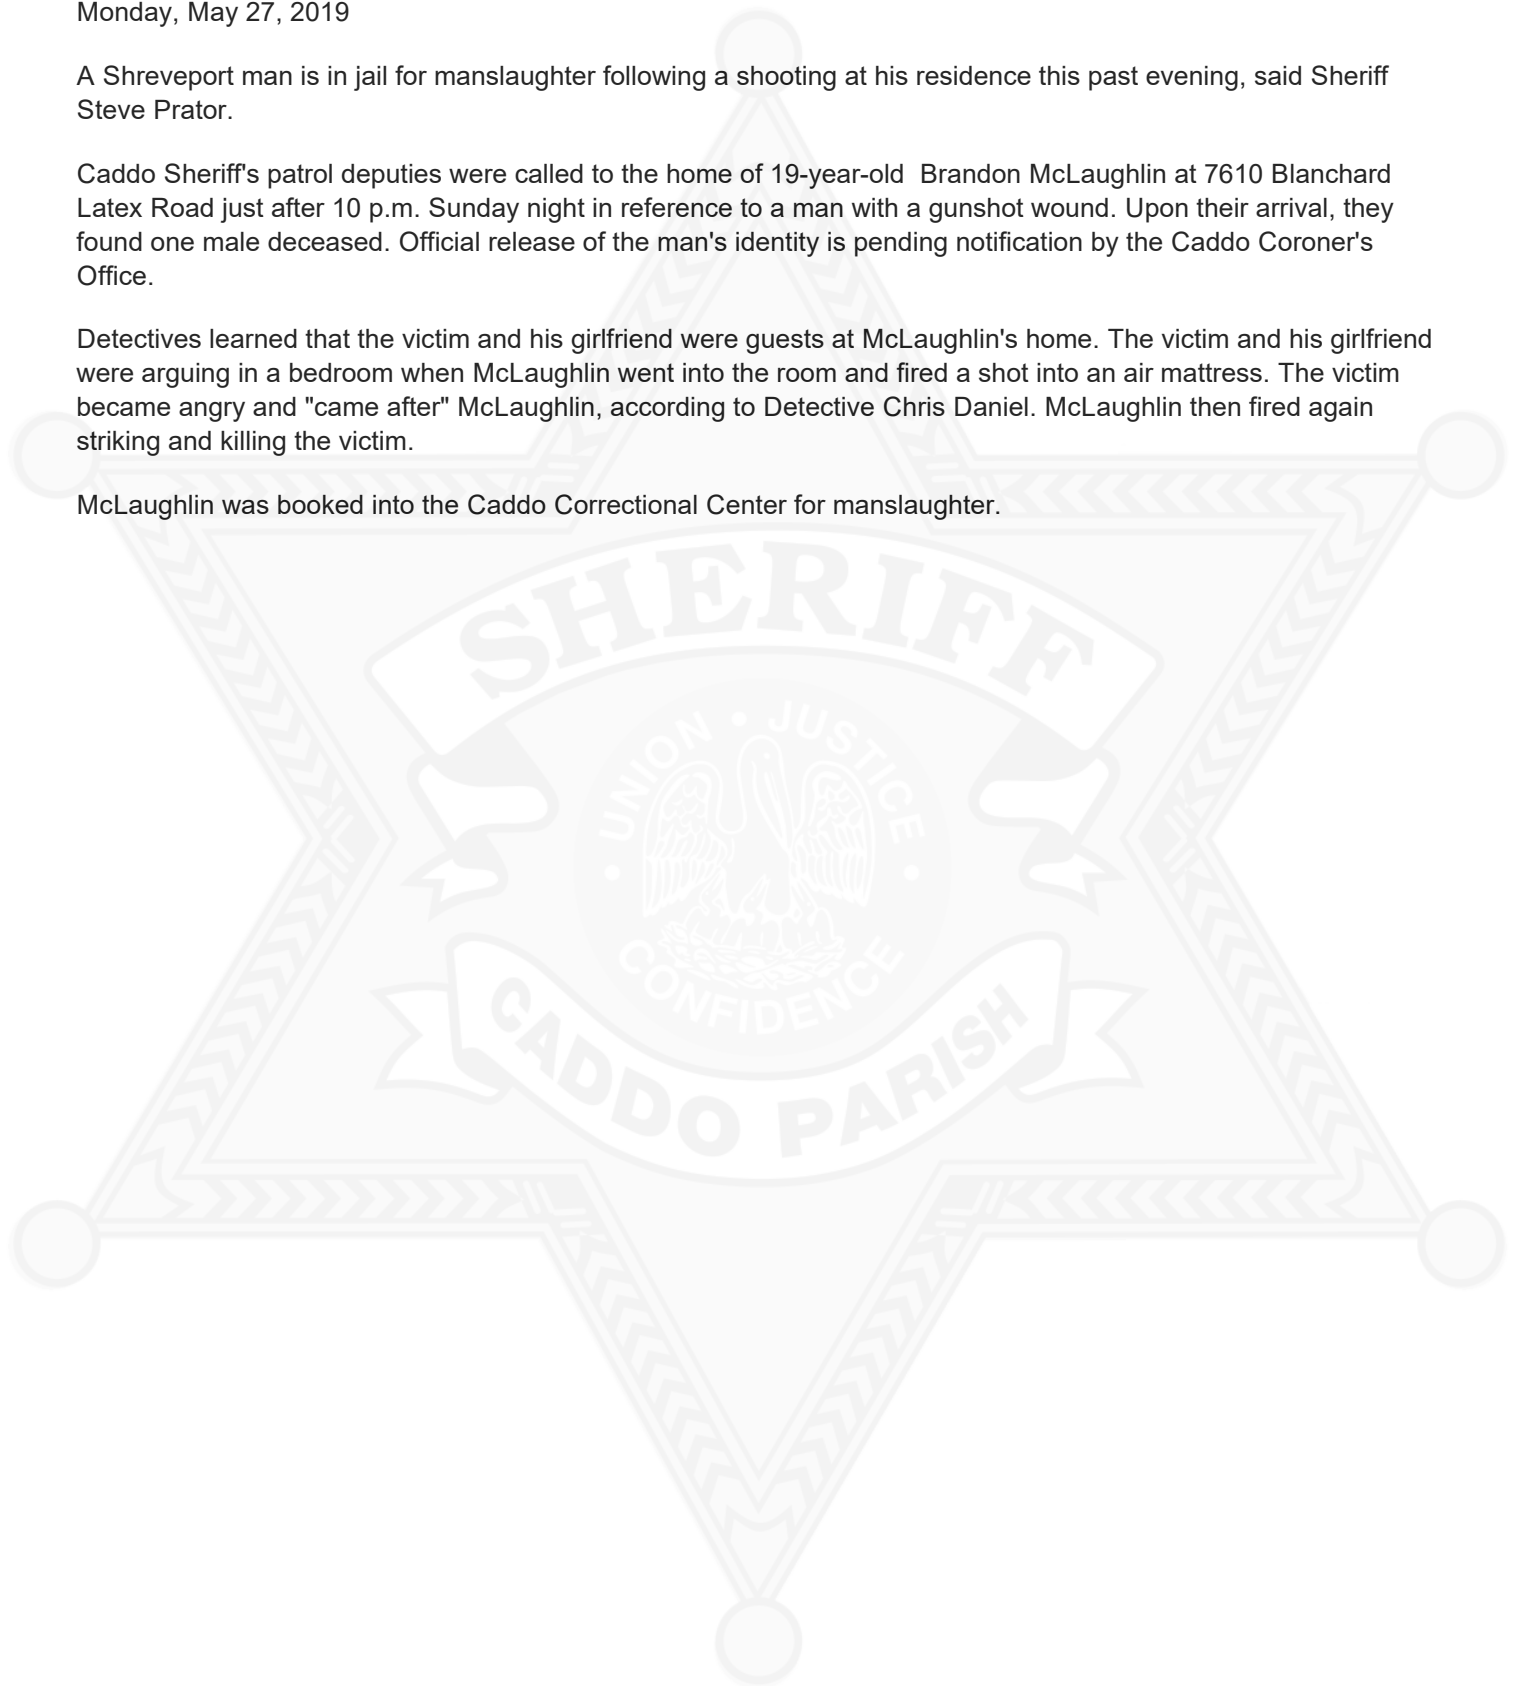 Monday, May 27, 2019
A Shreveport man is in jail for manslaughter following a shooting at his residence this past evening, said Sheriff
Steve Prator.
Caddo Sheriff's patrol deputies were called to the home of 19-year-old  Brandon McLaughlin at 7610 Blanchard
Latex Road just after 10 p.m. Sunday night in reference to a man with a gunshot wound. Upon their arrival, they
found one male deceased. Official release of the man's identity is pending notification by the Caddo Coroner's
Office.
Detectives learned that the victim and his girlfriend were guests at McLaughlin's home. The victim and his girlfriend
were arguing in a bedroom when McLaughlin went into the room and fired a shot into an air mattress. The victim
became angry and "came after" McLaughlin, according to Detective Chris Daniel. McLaughlin then fired again
striking and killing the victim.
McLaughlin was booked into the Caddo Correctional Center for manslaughter.
SHERIFF
UNION • JUSTICE
• CONFIDENCE •
CADDO PARISH